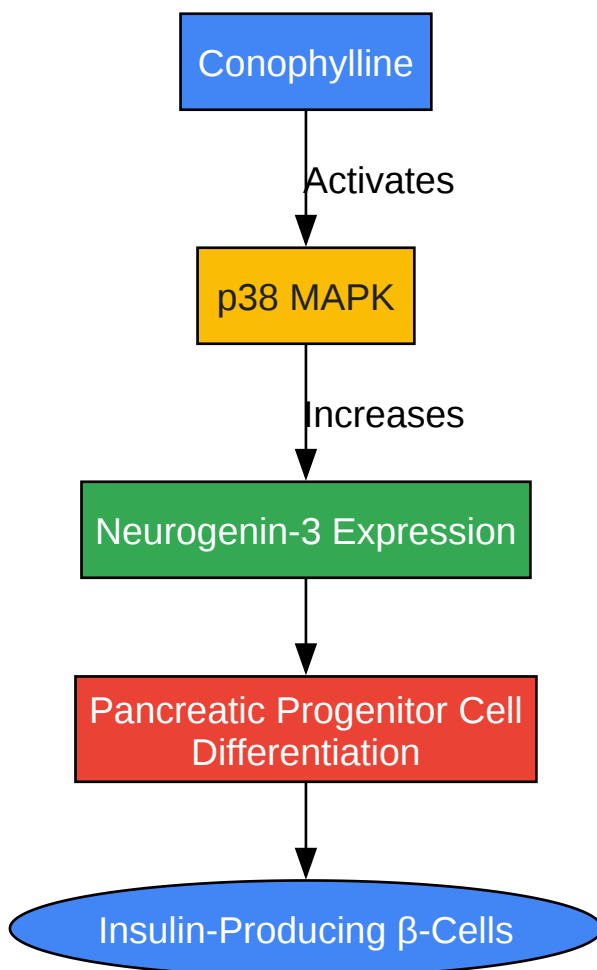 Conophylline
Activates
p38 MAPK
Increases
Neurogenin-3 Expression
Pancreatic Progenitor Cell
Differentiation
Insulin-Producing β-Cells